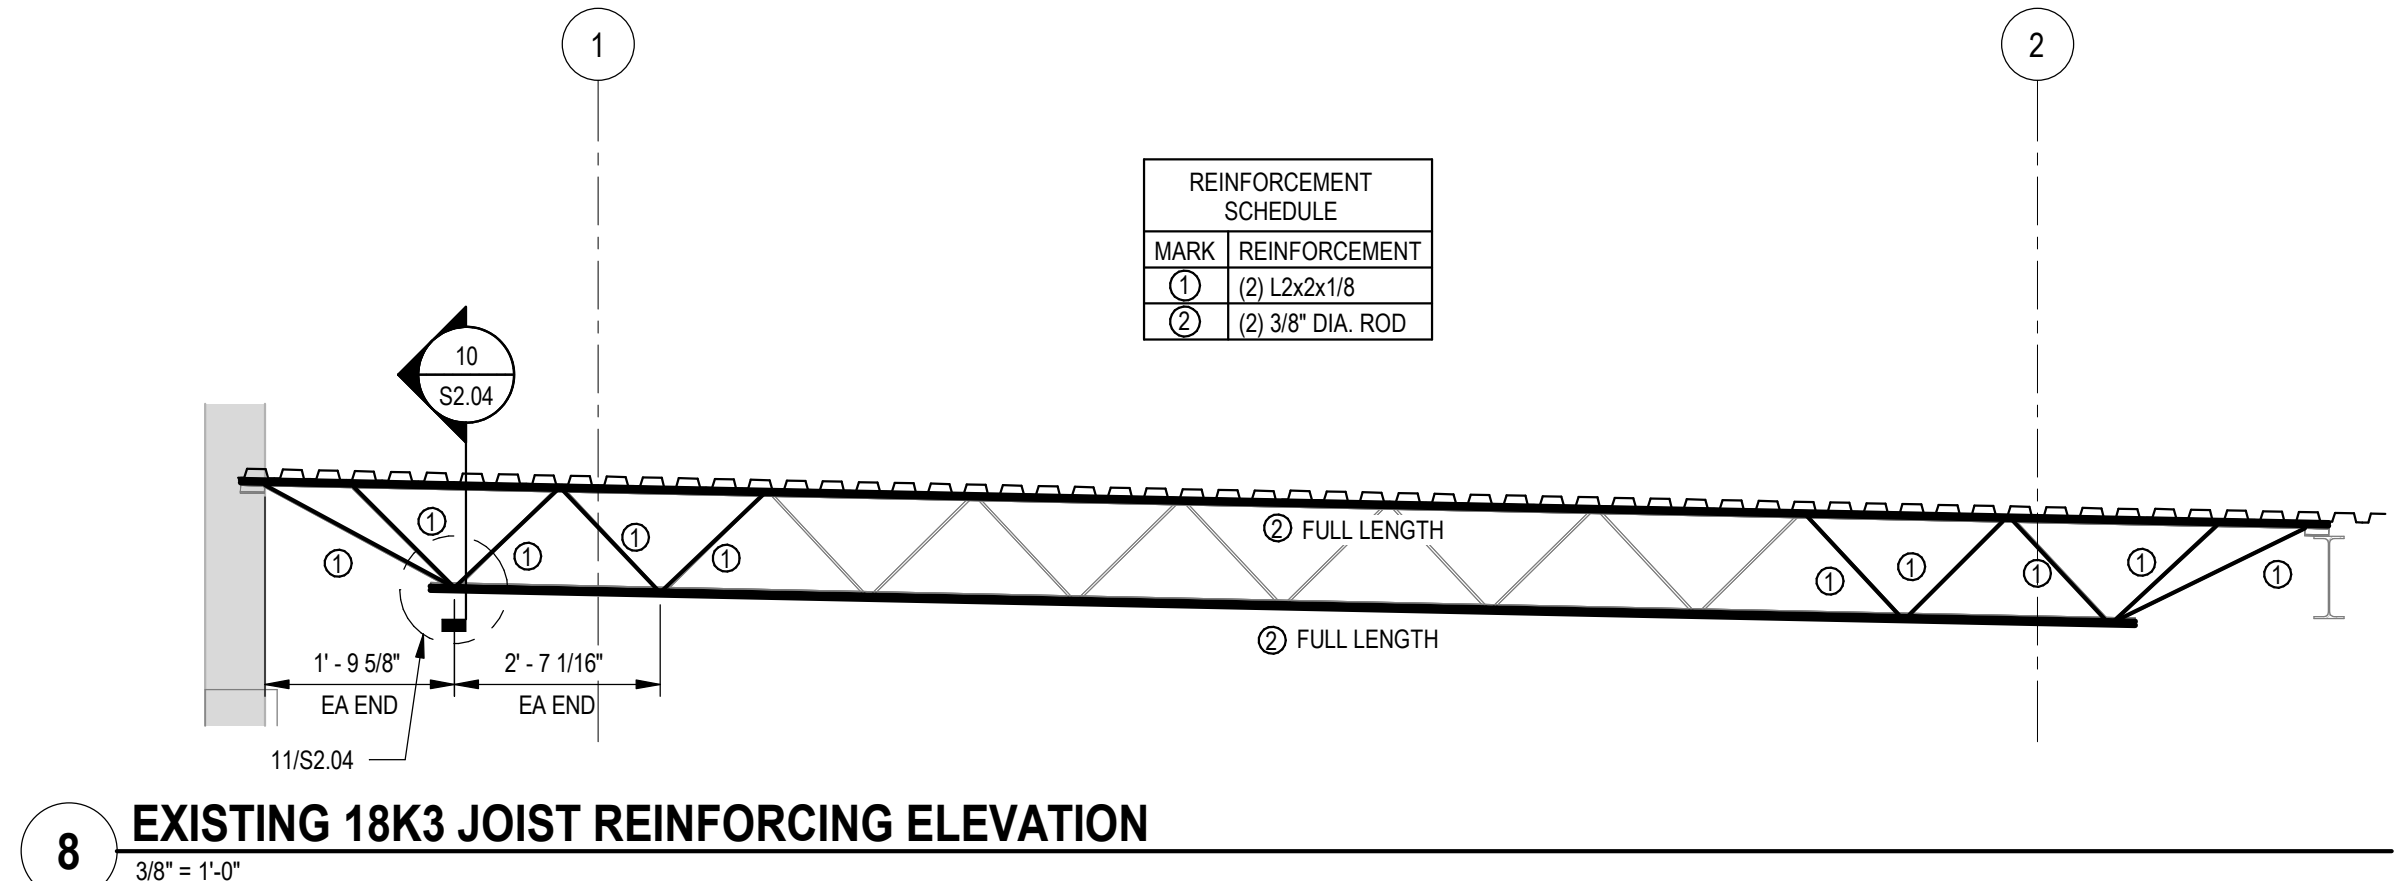 1
2
REINFORCEMENT
SCHEDULE
MARK REINFORCEMENT
1 (2) L2x2x1/8
2 (2) 3/8" DIA. ROD
10
S2.04
1
1
1
1
1
2 FULL LENGTH
1
1
1
1
1
2 FULL LENGTH
1' - 9 5/8"
EA END
2' - 7 1/16"
EA END
11/S2.04
8 EXISTING 18K3 JOIST REINFORCING ELEVATION
3/8" = 1'-0"